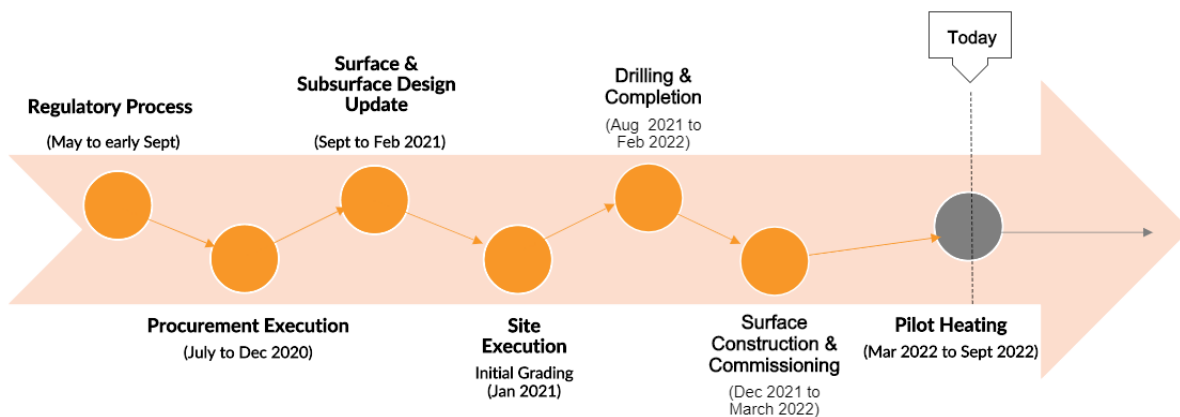 Today
Regulatory Process
(May to early Sept)
Procurement Execution
(July to Dec 2020)
Surface &
Subsurface Design
Update
(Sept to Feb 2021)
Site
Execution
Initial Grading
(Jan 2021)
Drilling &
Completion
(Aug 2021 to
Feb 2022)
Surface
Construction &
Commissioning
(Dec 2021 to
March 2022)
Pilot Heating
(Mar 2022 to Sept 2022)